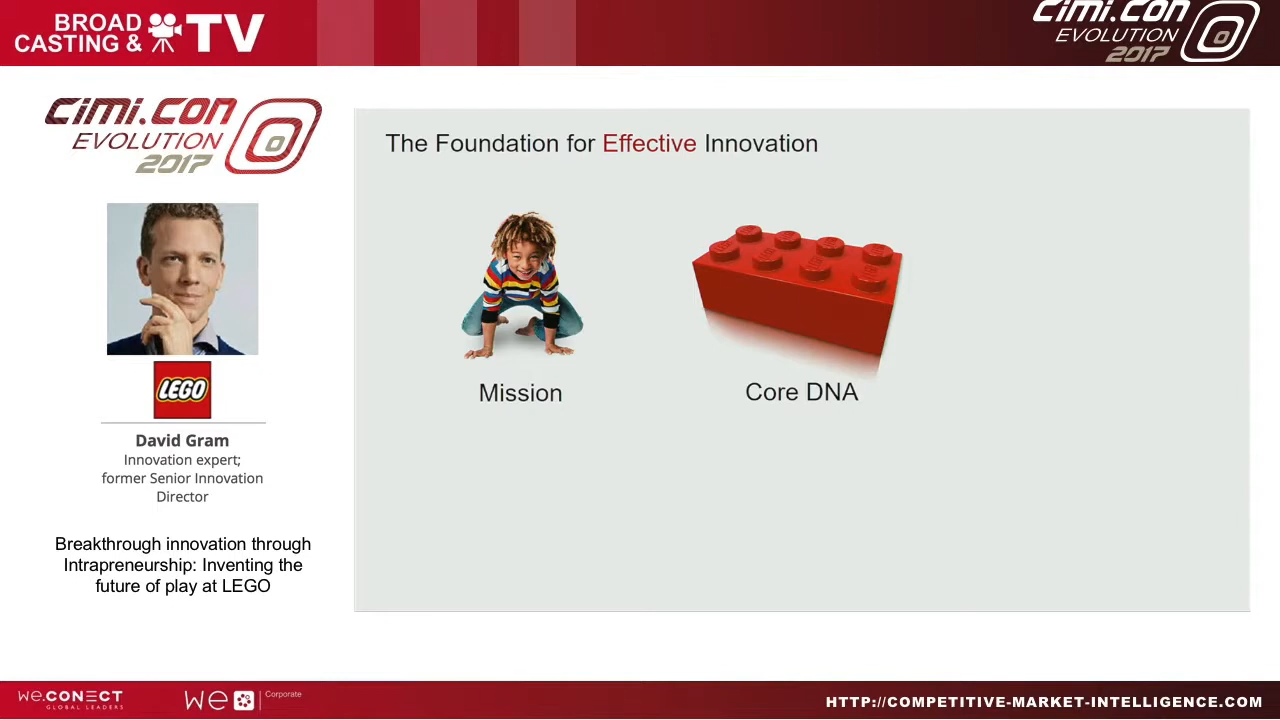 BROAD
CASTING & TV
cimi.con
EVOLUTION
2017
cimi.con
EVOLUTION
2017
LEGO
David Gram
Innovation expert;
former Senior Innovation
Director
Breakthrough innovation through
Intrapreneurship: Inventing the
future of play at LEGO
The Foundation for Effective Innovation
Mission
Core DNA
we.CONECT
GLOBAL LEADERS
we
Corporate
HTTP://COMPETITIVE-MARKET-INTELLIGENCE.COM